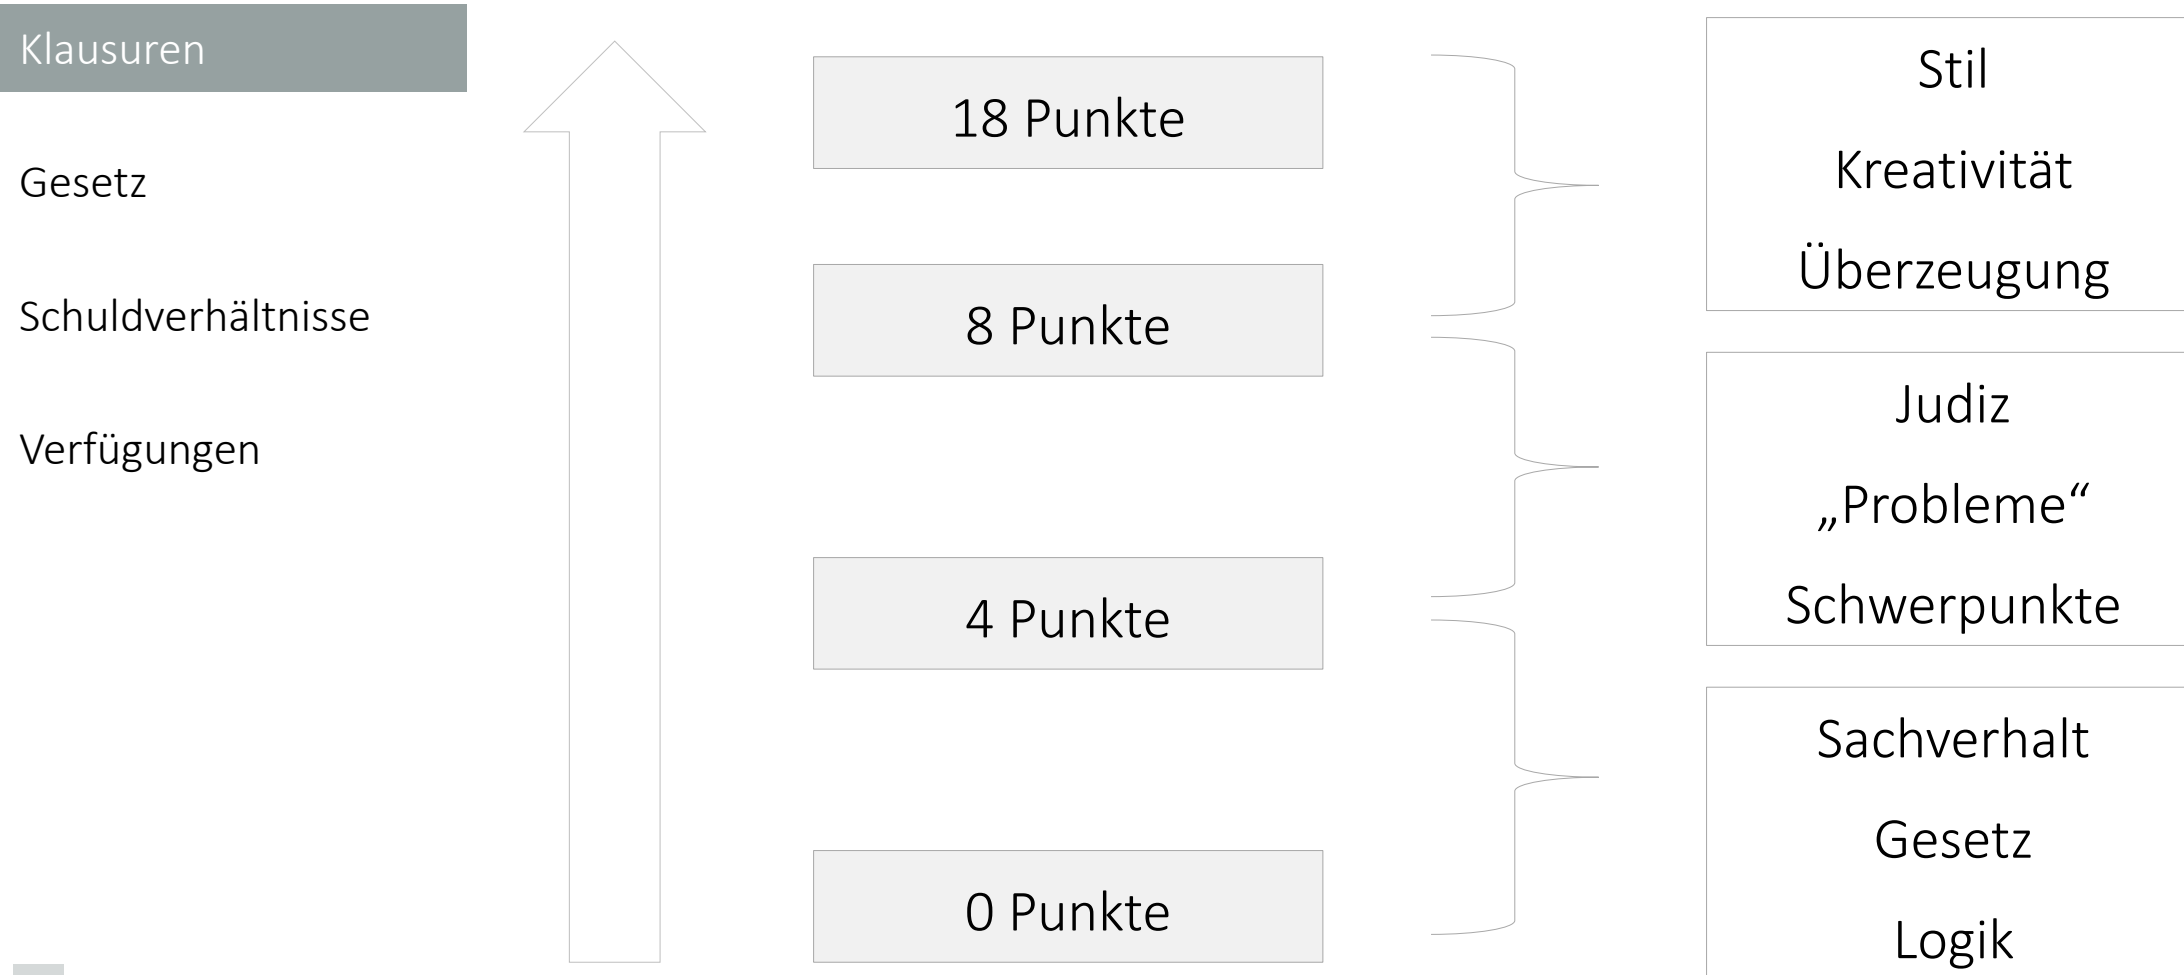 Klausuren
Gesetz
Schuldverhältnisse
Verfügungen
18 Punkte
8 Punkte
4 Punkte
0 Punkte
Stil
Kreativität
Überzeugung
Judiz
„Probleme“
Schwerpunkte
Sachverhalt
Gesetz
Logik